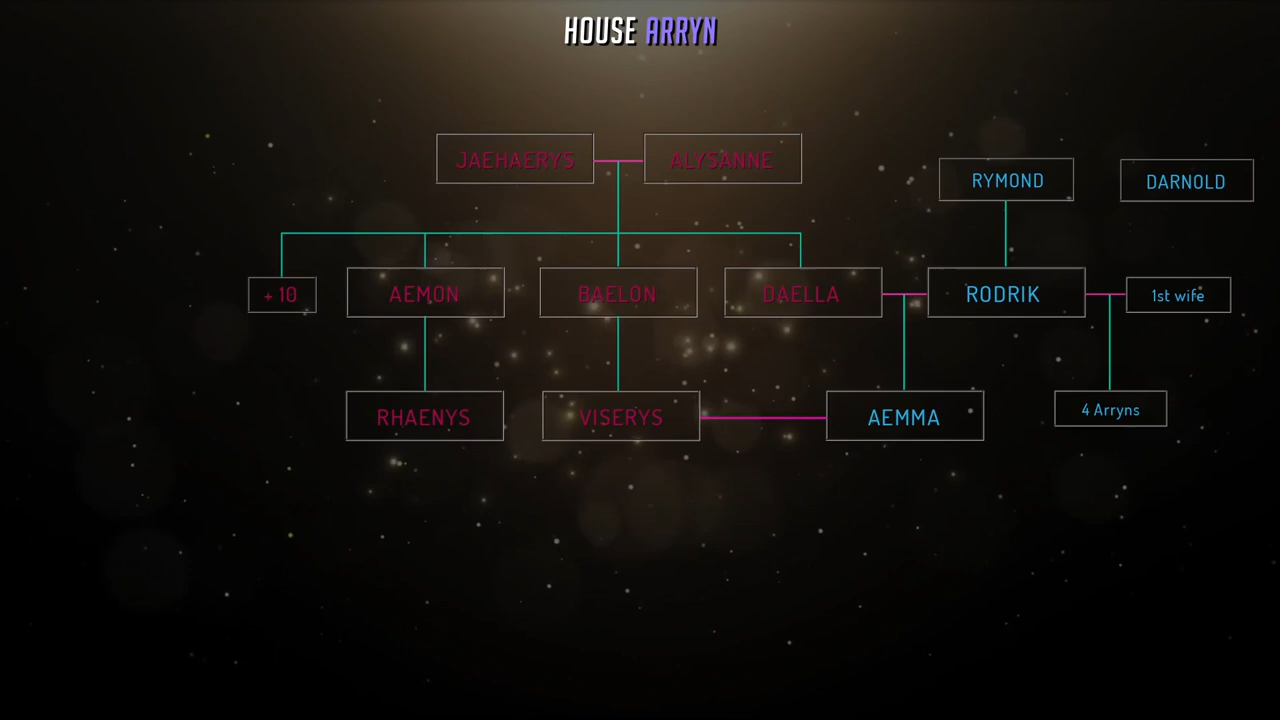 HOUSE ARRYN
JAEHAERYS
ALYSANNE
RYMOND
DARNOLD
+ 10
AEMON
BAELON
DAELLA
RODRIK
1st wife
RHAENYS
VISERYS
AEMMA
4 Arryns